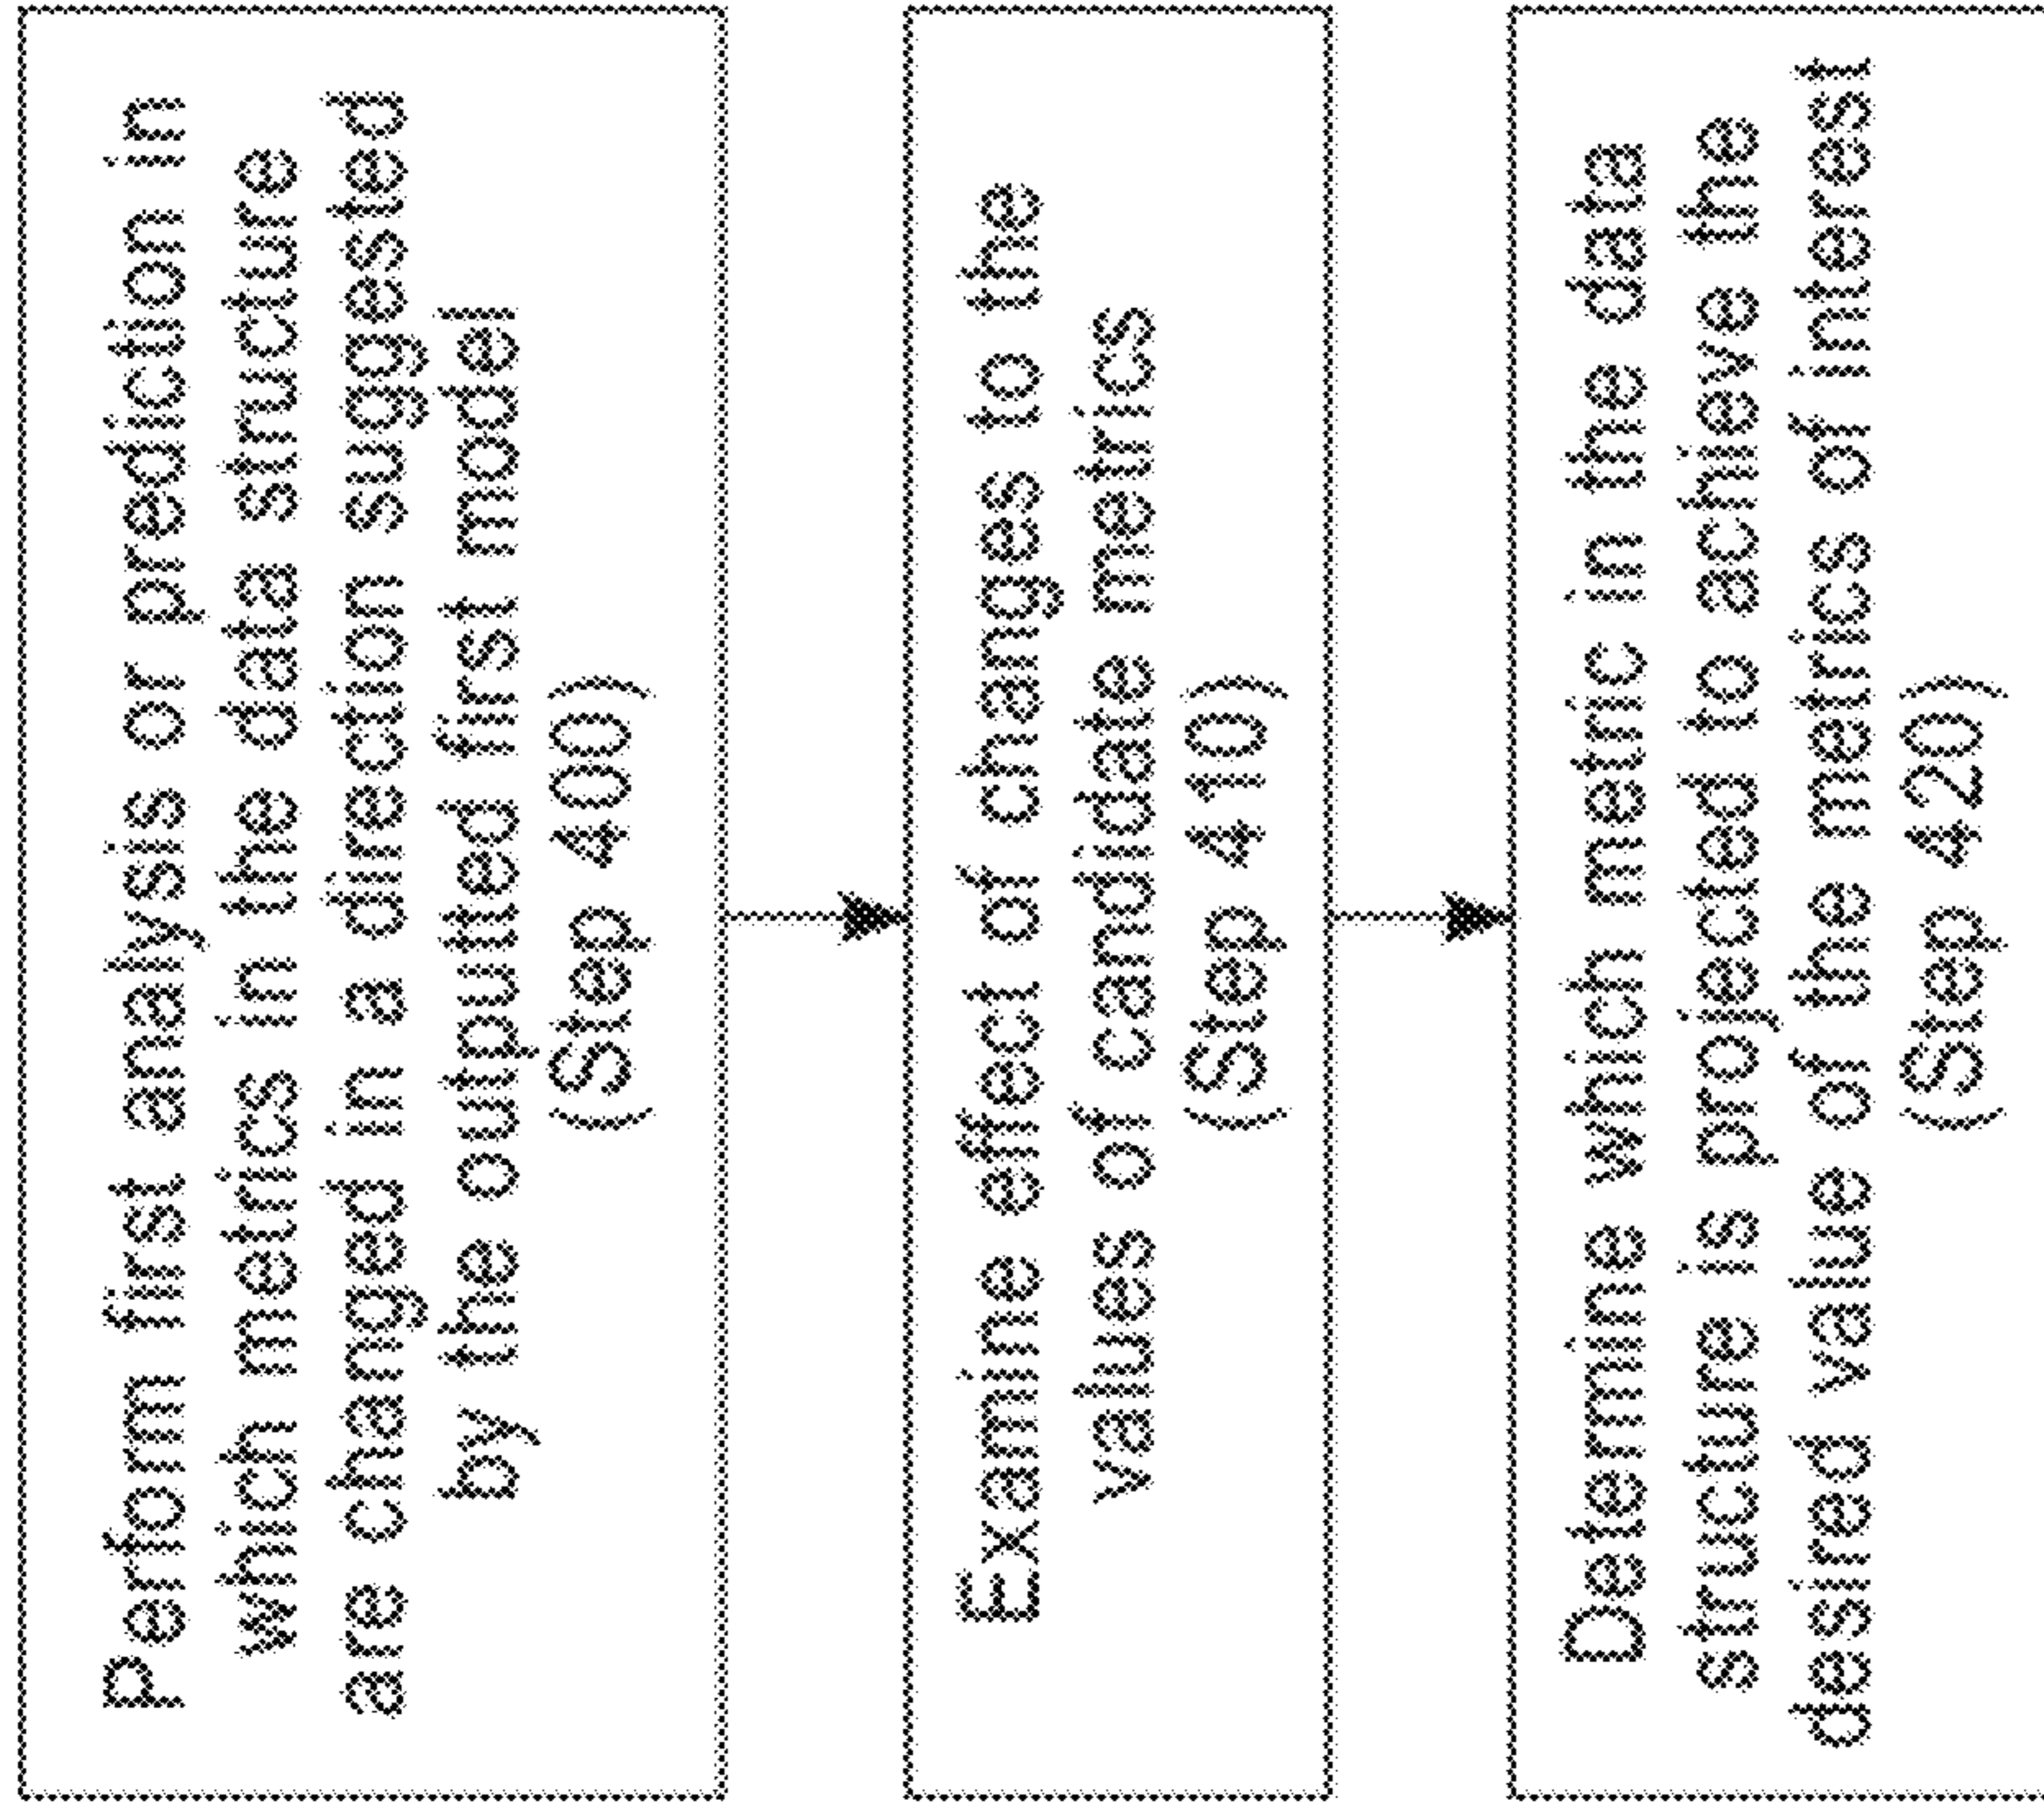 Perform first analysis or prediction in
which metrics in the data structure
are changed in a direction suggested
by the outputted first model
(Step 400)
Examine effect of changes to the
values of candidate metrics
(Step 410)
Determine which metric in the data
structure is projected to achieve the
desired value of the metrics of interest
(Step 420)